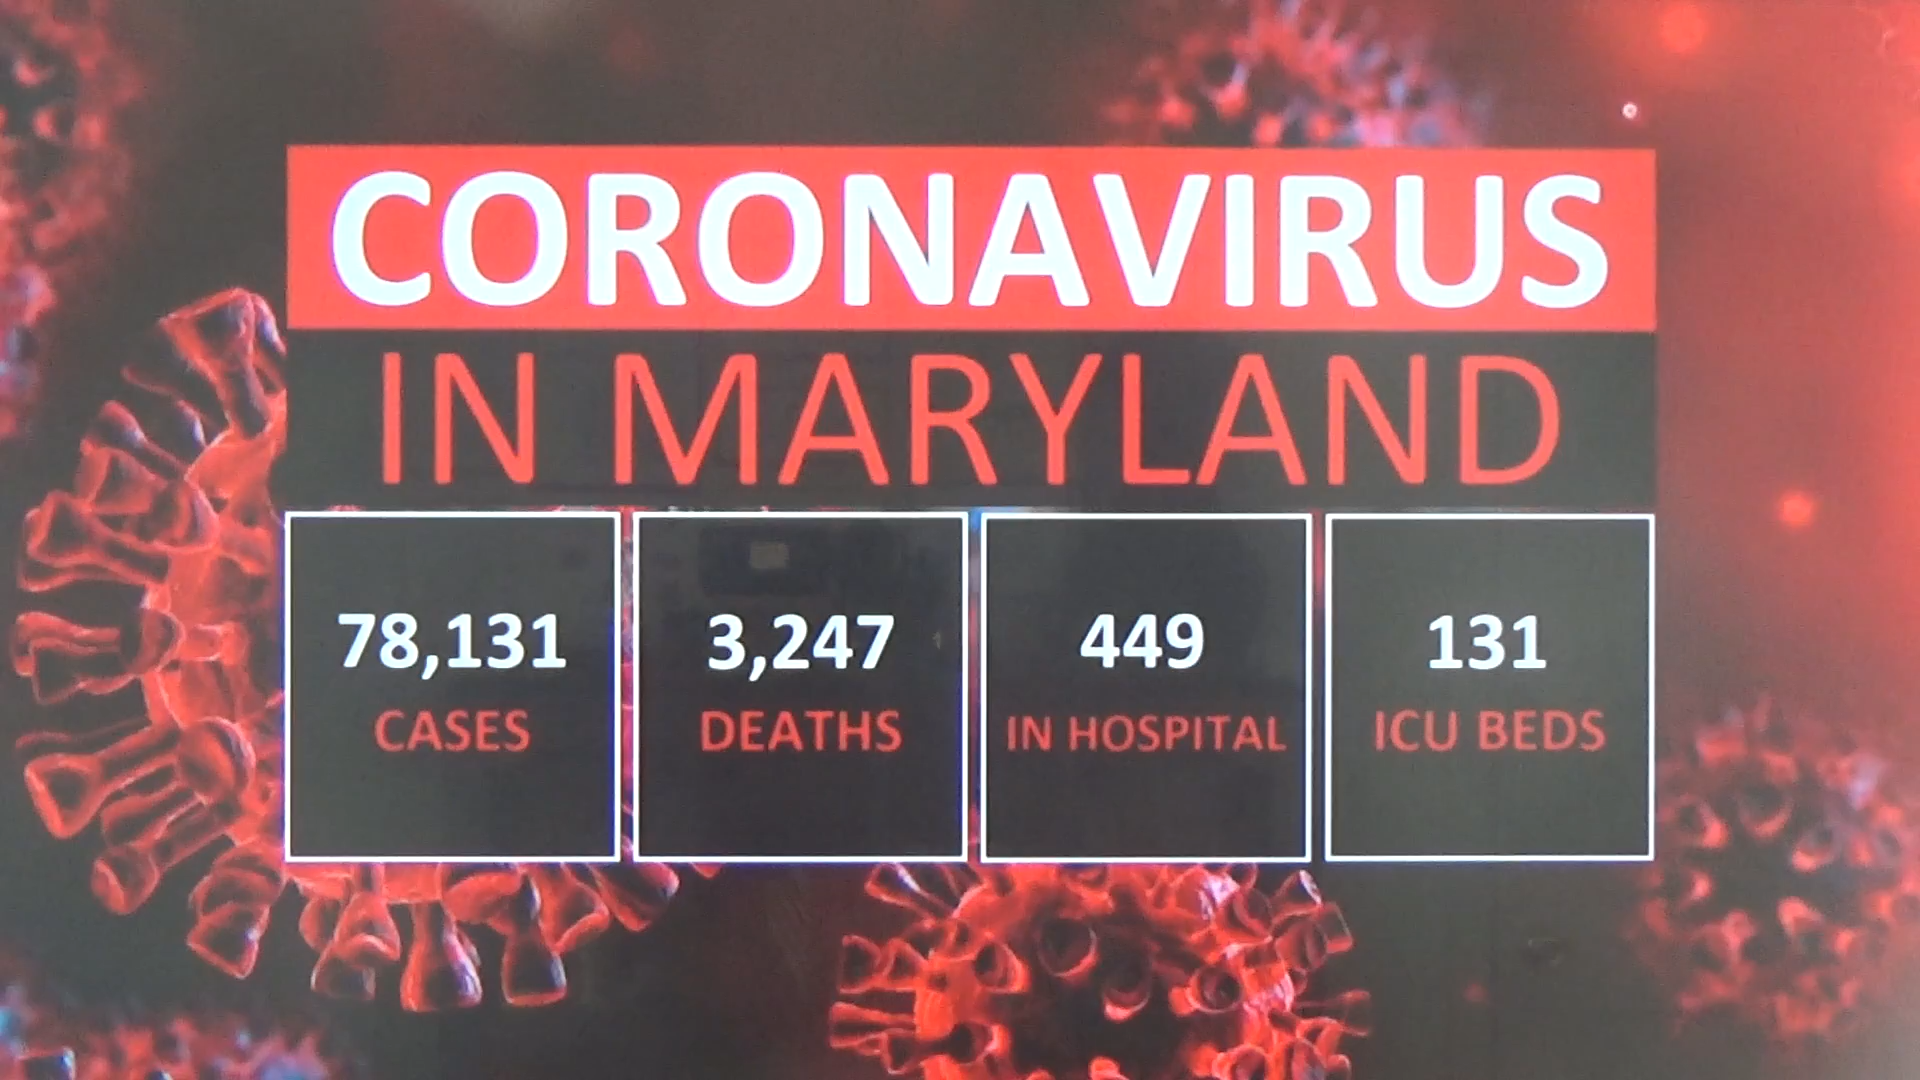 CORONAVIRUS
IN MARYLAND
78,131 3,247 449 131
CASES DEATHS IN HOSPITAL ICU BEDS